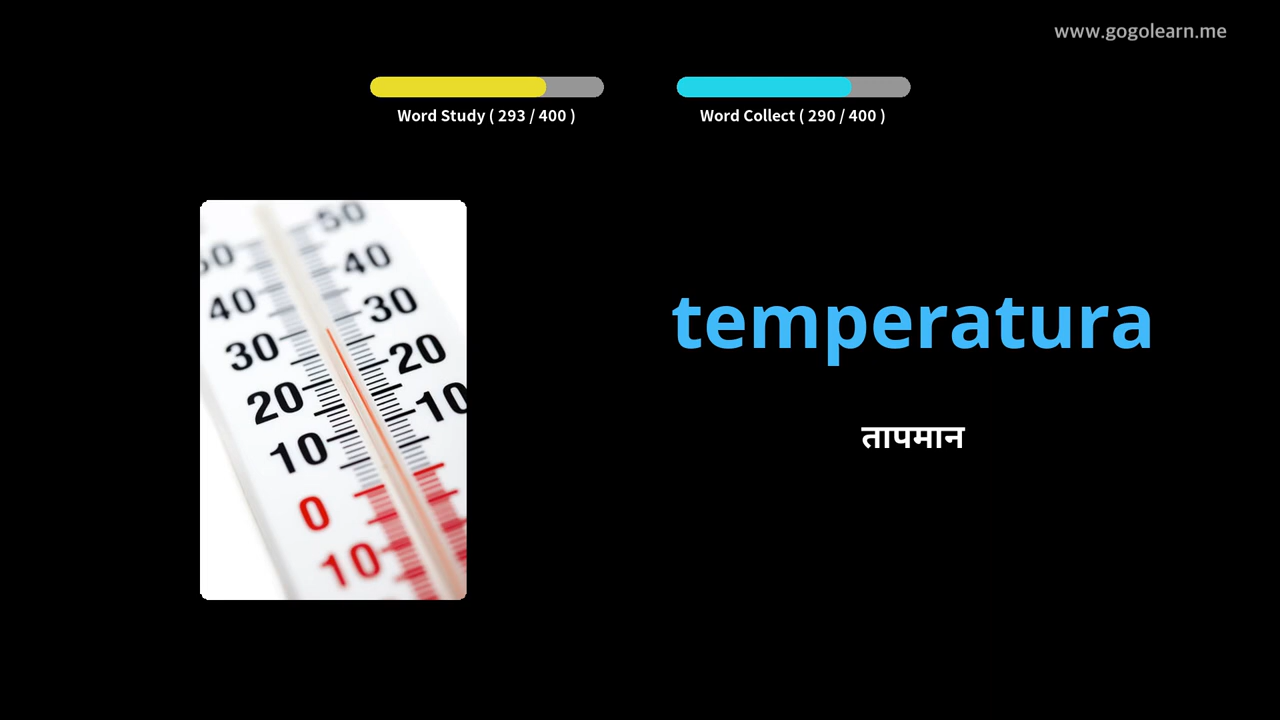 www.gogolearn.me
Word Study ( 293 / 400 )
Word Collect ( 290 / 400 )
50
40
40
30
30
20
20
10
10
0
10
temperatura
तापमान